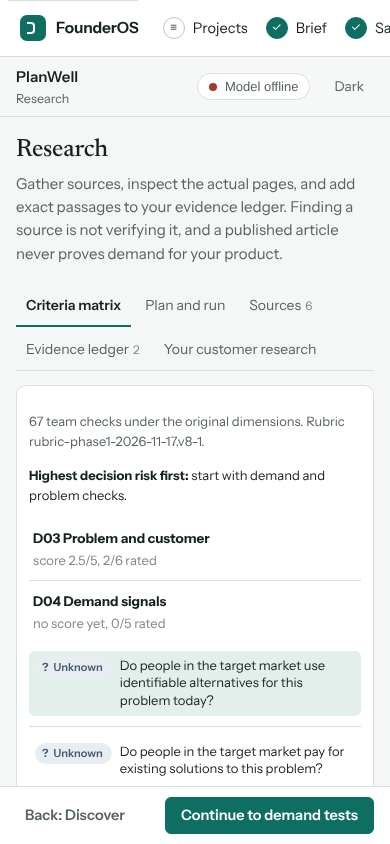 FounderOS Projects Brief Sa
PlanWell
Research
Model offline
Dark
Research
Gather sources, inspect the actual pages, and add
exact passages to your evidence ledger. Finding a
source is not verifying it, and a published article
never proves demand for your product.
Criteria matrix Plan and run Sources 6
Evidence ledger 2 Your customer research
67 team checks under the original dimensions. Rubric
rubric-phase1-2026-11-17.v8-1.
Highest decision risk first: start with demand and
problem checks.
D03 Problem and customer
score 2.5/5, 2/6 rated
D04 Demand signals
no score yet, 0/5 rated
? Unknown Do people in the target market use
identifiable alternatives for this
problem today?
? Unknown Do people in the target market pay for
existing solutions to this problem?
Back: Discover Continue to demand tests